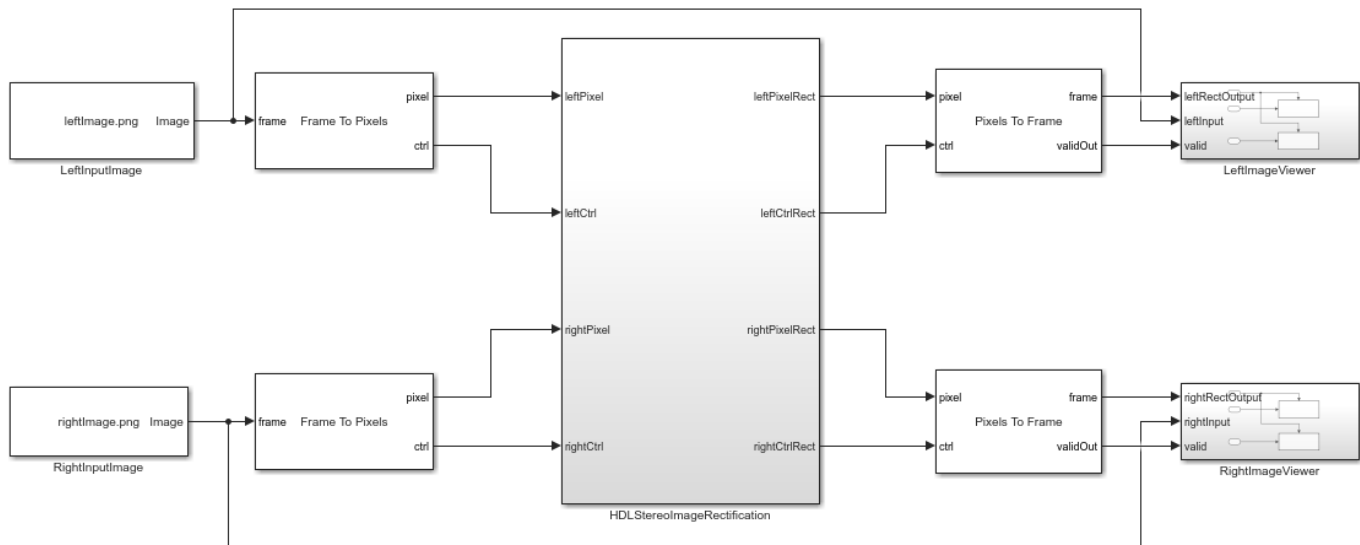 leftImage.png
Image
LeftInputImage
frame
Frame To Pixels
pixel
ctrl
leftPixel
leftCtrl
rightPixel
rightCtrl
leftPixelRect
leftCtrlRect
rightPixelRect
rightCtrlRect
HDLStereoImageRectification
pixel
ctrl
Pixels To Frame
frame
validOut
leftRectOutput
leftInput
valid
LeftImageViewer
rightImage.png
Image
RightInputImage
frame
Frame To Pixels
pixel
ctrl
pixel
ctrl
Pixels To Frame
frame
validOut
rightRectOutput
rightInput
valid
RightImageViewer